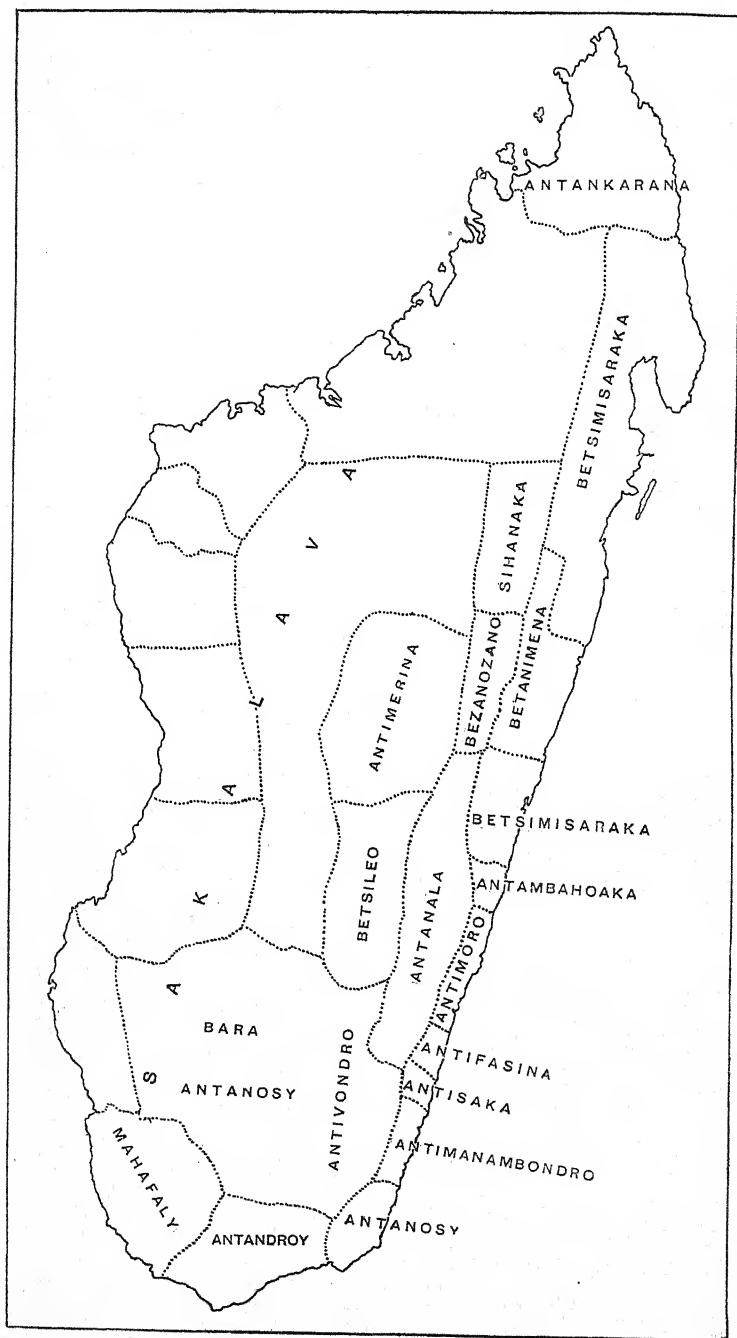 ANTANKARANA
BETSIMISARAKA
SAKALAVA
SIHANAKA
BEZANOZANO
BETANIMENA
ANTIMERINA
BETSIMISARAKA
BETSILEO
ANTANALA
ANTAMBAHOAKA
ANTIMORO
BARA
ANTANOSY
ANTIVONDRO
ANTIFASINA
ANTISAKA
ANTIMANAMBONDRO
MAHAFALY
ANTANDROY
ANTANOSY